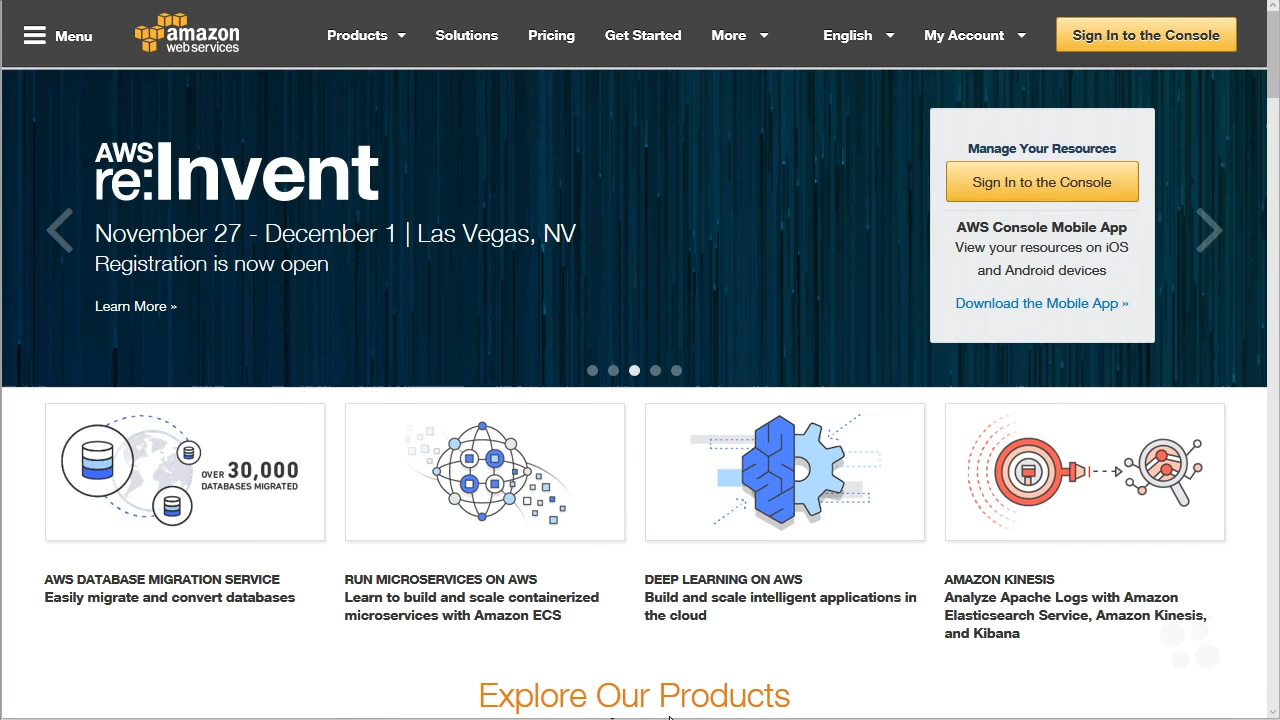 Menu
amazon
webservices
Products
Solutions
Pricing
Get Started
More
English
My Account
Sign In to the Console
AWS
re:Invent
November 27 - December 1 | Las Vegas, NV
Registration is now open
Learn More »
Manage Your Resources
Sign In to the Console
AWS Console Mobile App
View your resources on iOS
and Android devices
Download the Mobile App »
OVER 30,000
DATABASES MIGRATED
AWS DATABASE MIGRATION SERVICE
Easily migrate and convert databases
RUN MICROSERVICES ON AWS
Learn to build and scale containerized
microservices with Amazon ECS
DEEP LEARNING ON AWS
Build and scale intelligent applications in
the cloud
AMAZON KINESIS
Analyze Apache Logs with Amazon
Elasticsearch Service, Amazon Kinesis,
and Kibana
Explore Our Products